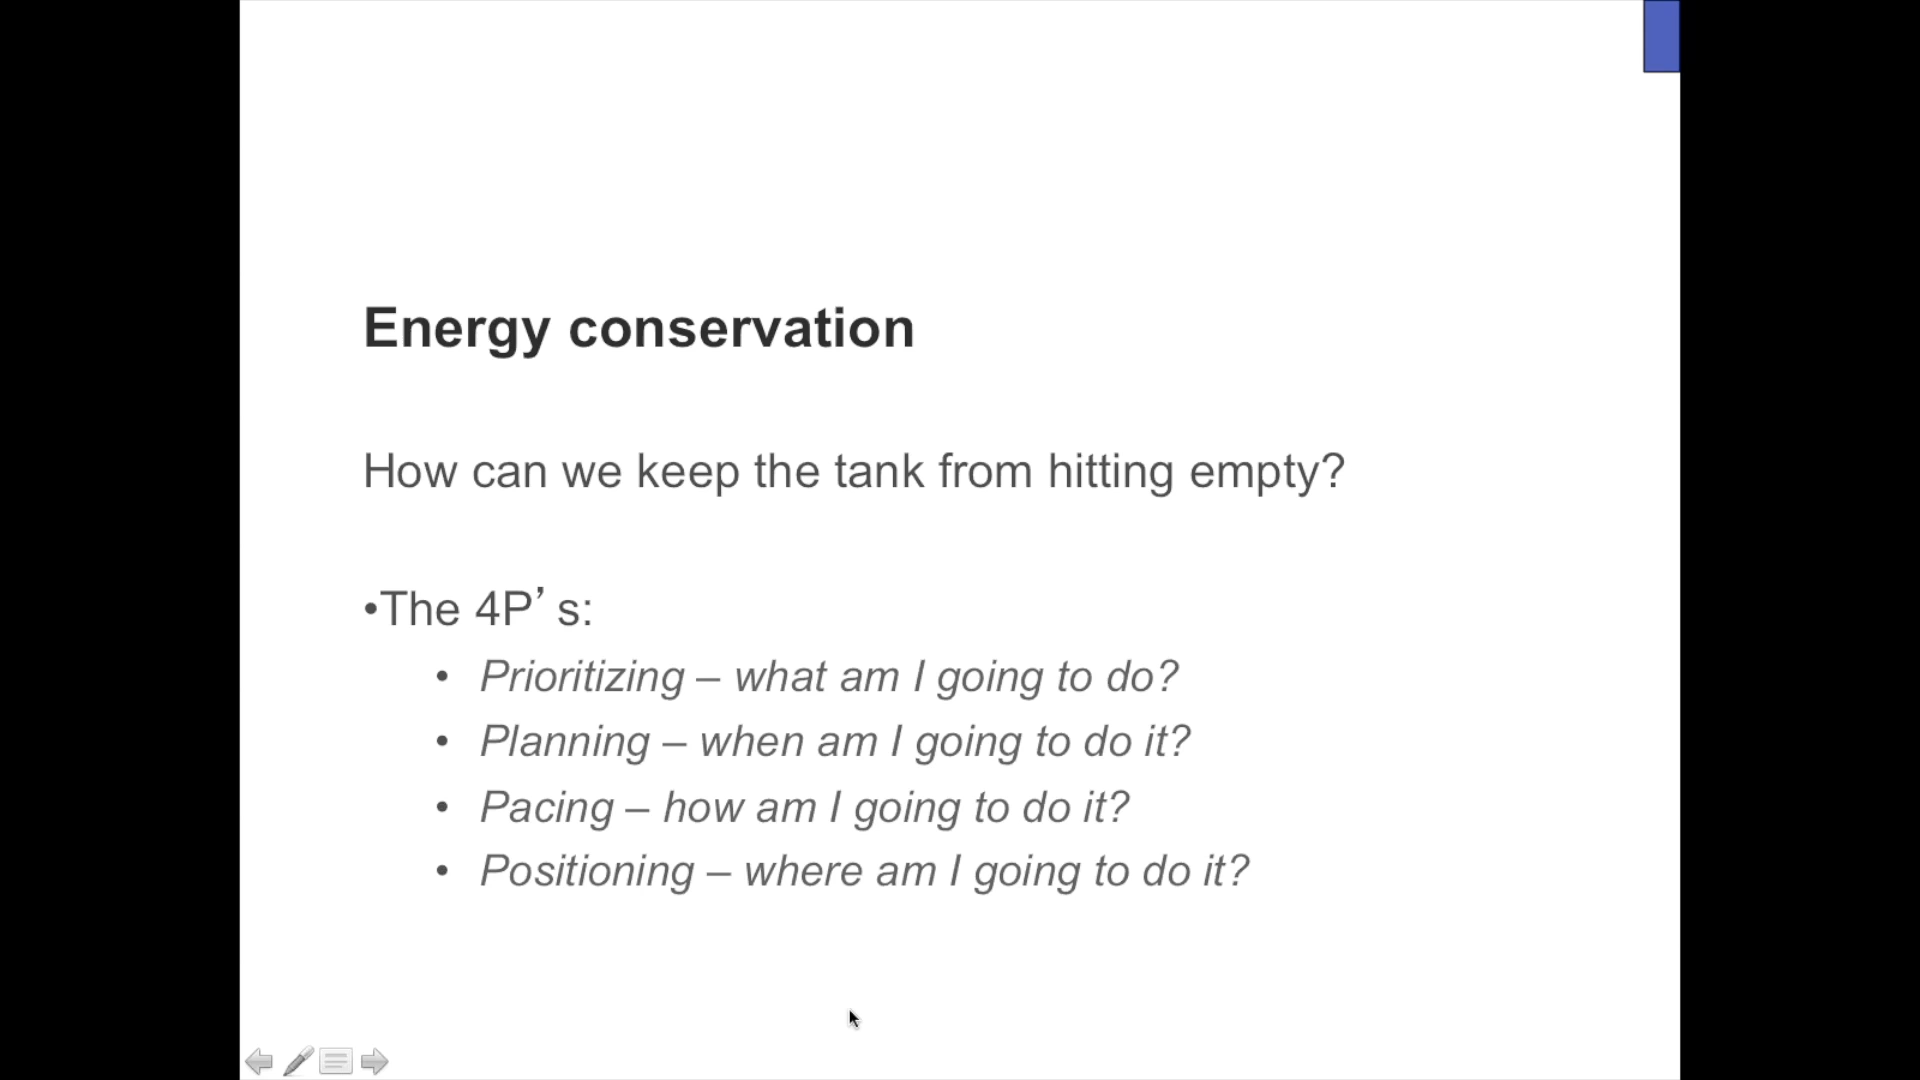 Energy conservation
How can we keep the tank from hitting empty?
•The 4P’s:
• Prioritizing – what am I going to do?
• Planning – when am I going to do it?
• Pacing – how am I going to do it?
• Positioning – where am I going to do it?